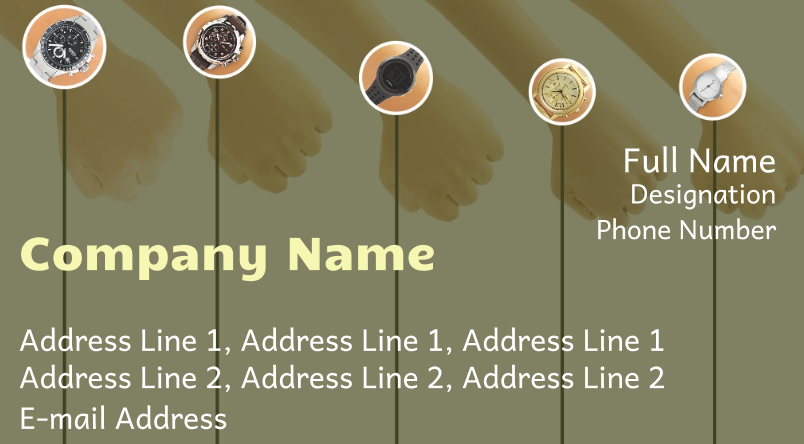 Full Name
Designation
Phone Number
Company Name
Address Line 1, Address Line 1, Address Line 1
Address Line 2, Address Line 2, Address Line 2
E-mail Address